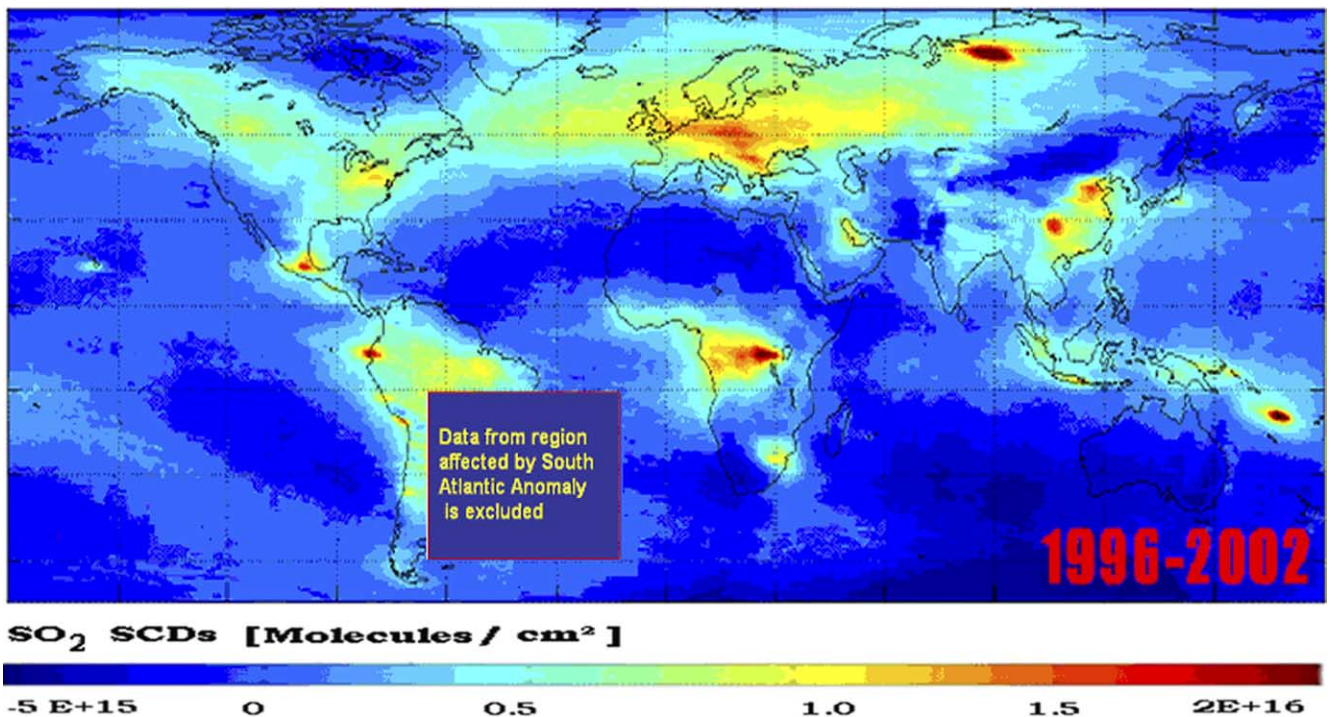 Data from region
affected by South
Atlantic Anomaly
is excluded
1996-2002
SO₂ SCDs [Molecules/ cm²]
-5 E+15 0 0.5 1.0 1.5 2E+16